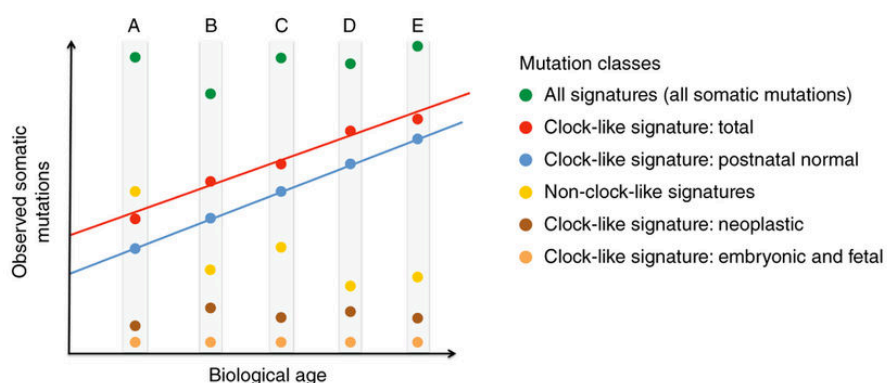 A B C D E
Mutation classes
All signatures (all somatic mutations)
Clock-like signature: total
Clock-like signature: postnatal normal
Non-clock-like signatures
Clock-like signature: neoplastic
Clock-like signature: embryonic and fetal
Observed somatic
mutations
Biological age